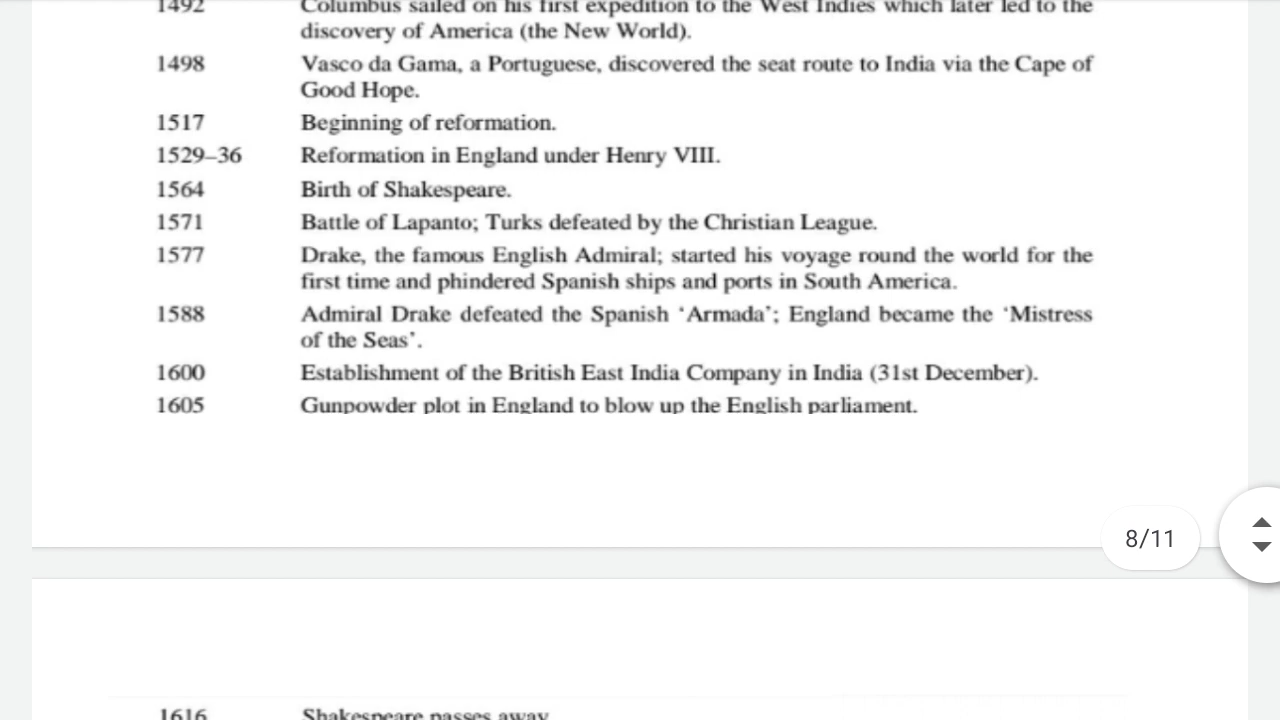 1492 Columbus sailed on his first expedition to the West Indies which later led to the
discovery of America (the New World).
1498 Vasco da Gama, a Portuguese, discovered the seat route to India via the Cape of
Good Hope.
1517 Beginning of reformation.
1529–36 Reformation in England under Henry VIII.
1564 Birth of Shakespeare.
1571 Battle of Lapanto; Turks defeated by the Christian League.
1577 Drake, the famous English Admiral; started his voyage round the world for the
first time and phindered Spanish ships and ports in South America.
1588 Admiral Drake defeated the Spanish ‘Armada’; England became the ‘Mistress
of the Seas’.
1600 Establishment of the British East India Company in India (31st December).
1605 Gunpowder plot in England to blow up the English parliament.
8/11
1616 Shakespeare passes away